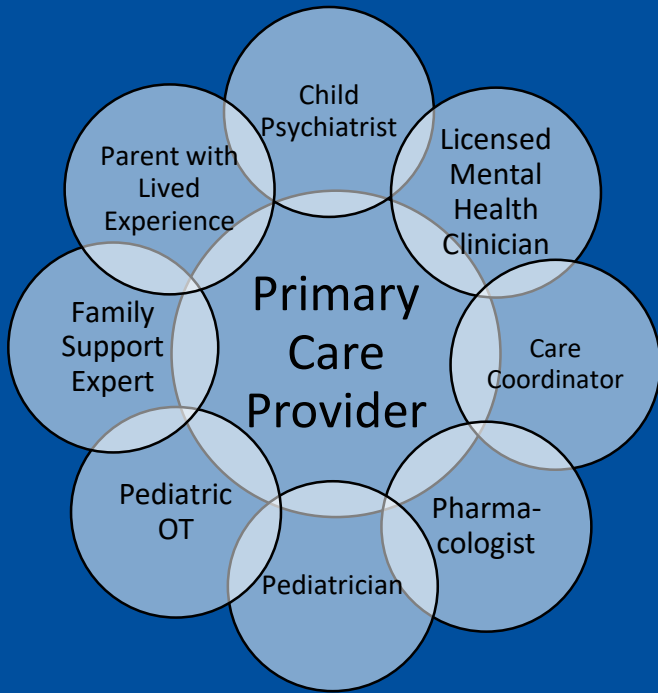 Child
Psychiatrist
Licensed
Mental
Health
Clinician
Care
Coordinator
Pharma-
cologist
Pediatrician
Pediatric
OT
Family
Support
Expert
Parent with
Lived
Experience
Primary
Care
Provider